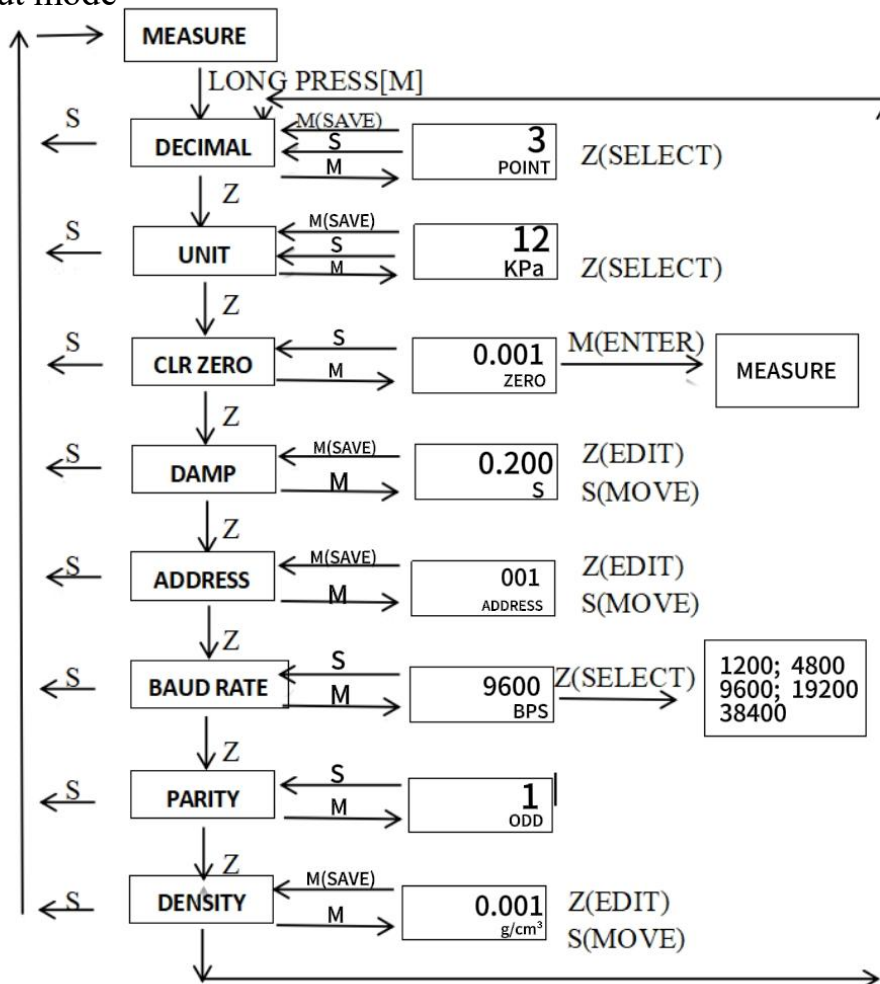 ut mode
MEASURE
LONG PRESS[M]
S
DECIMAL
M(SAVE)
S
M
3
POINT
Z(SELECT)
Z
S
UNIT
M(SAVE)
S
M
12
KPa
Z(SELECT)
Z
S
CLR ZERO
S
M
0.001
ZERO
M(ENTER)
MEASURE
Z
S
DAMP
M(SAVE)
M
0.200
S
Z(EDIT)
S(MOVE)
Z
S
ADDRESS
M(SAVE)
M
001
ADDRESS
Z(EDIT)
S(MOVE)
Z
S
BAUD RATE
S
M
9600
BPS
Z(SELECT)
1200; 4800
9600; 19200
38400
Z
S
PARITY
S
M
1
ODD
Z
S
DENSITY
M(SAVE)
M
0.001
g/cm³
Z(EDIT)
S(MOVE)